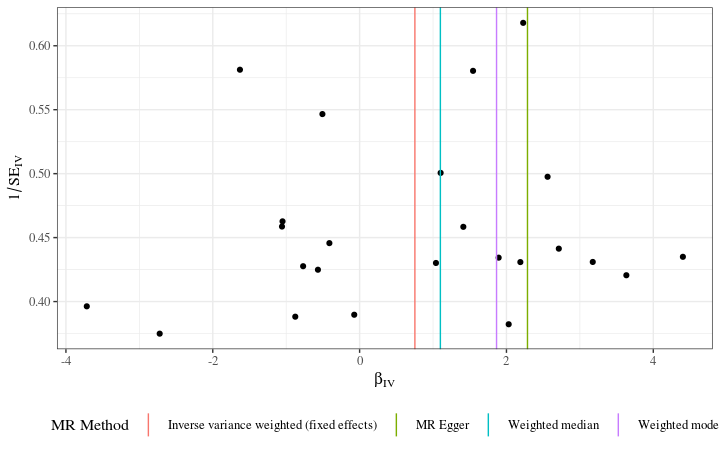 0.60
0.55
0.50
0.45
0.40
1/SE_IV
-4 -2 0 2 4
β_IV
MR Method Inverse variance weighted (fixed effects) MR Egger Weighted median Weighted mode